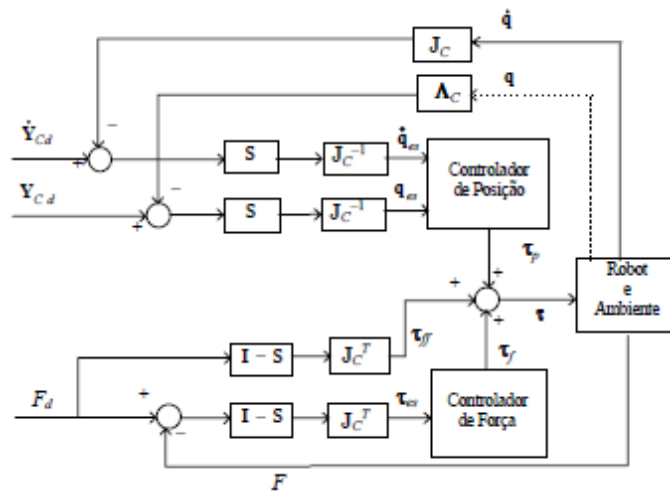 q̇
J_C
q
Λ_C
−
Ẏ_Cd
+
S
J_C⁻¹
q̇_es
Controlador
de Posição
−
Y_C d
+
S
J_C⁻¹
q_es
τ_p
+
+
+
τ
Robot
e
Ambiente
I − S
J_C^T
τ_ff
τ_f
F_d
+
−
I − S
J_C^T
τ_es
Controlador
de Força
F